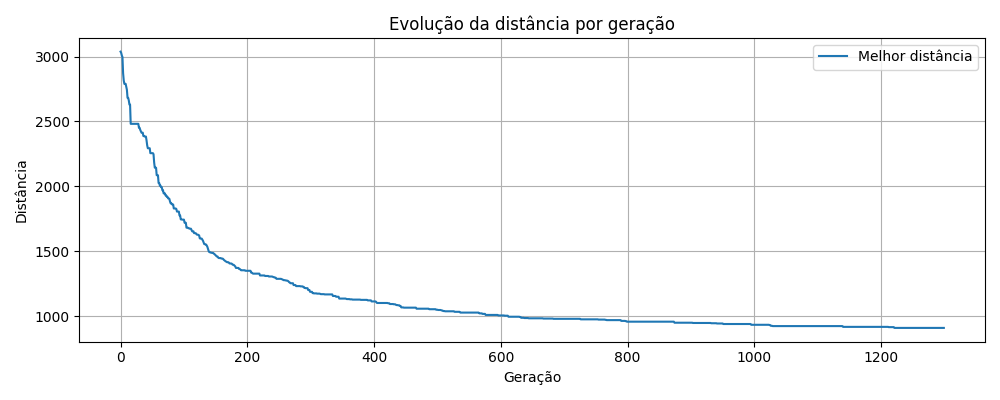 Evolução da distância por geração
Melhor distância
Distância
3000
2500
2000
1500
1000
0 200 400 600 800 1000 1200
Geração